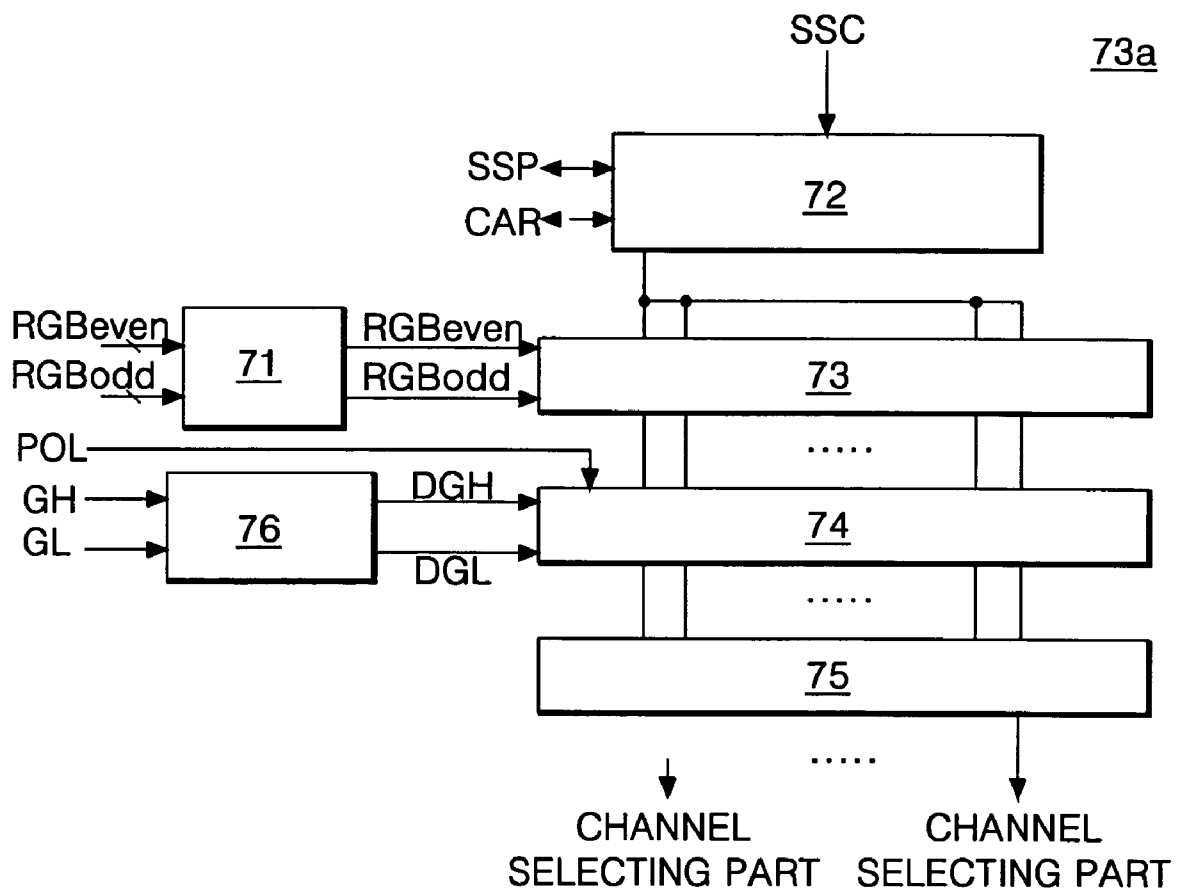 SSC
73a
SSP
CAR
72
RGBeven
RGBodd
71
RGBeven
RGBodd
73
POL
.....
GH
GL
76
DGH
DGL
74
.....
75
.....
CHANNEL
SELECTING PART
CHANNEL
SELECTING PART